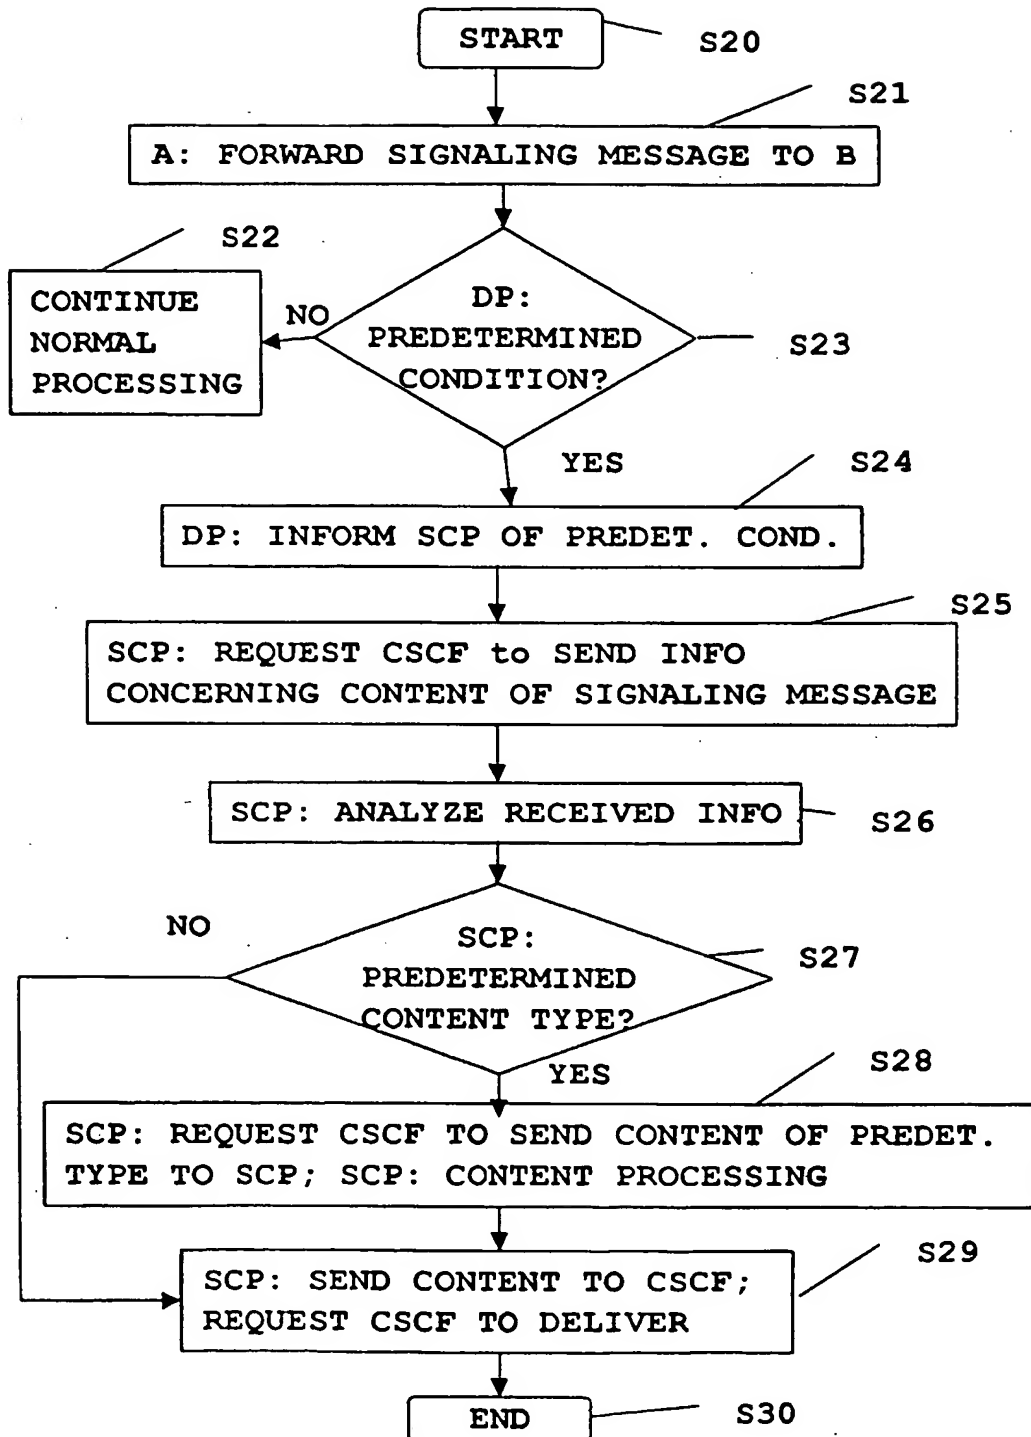 START
S20
S21
A: FORWARD SIGNALING MESSAGE TO B
S22
CONTINUE
NORMAL
PROCESSING
NO
DP:
PREDETERMINED
CONDITION?
S23
YES
S24
DP: INFORM SCP OF PREDET. COND.
S25
SCP: REQUEST CSCF to SEND INFO
CONCERNING CONTENT OF SIGNALING MESSAGE
SCP: ANALYZE RECEIVED INFO
S26
NO
SCP:
PREDETERMINED
CONTENT TYPE?
S27
YES
S28
SCP: REQUEST CSCF TO SEND CONTENT OF PREDET.
TYPE TO SCP; SCP: CONTENT PROCESSING
S29
SCP: SEND CONTENT TO CSCF;
REQUEST CSCF TO DELIVER
END
S30